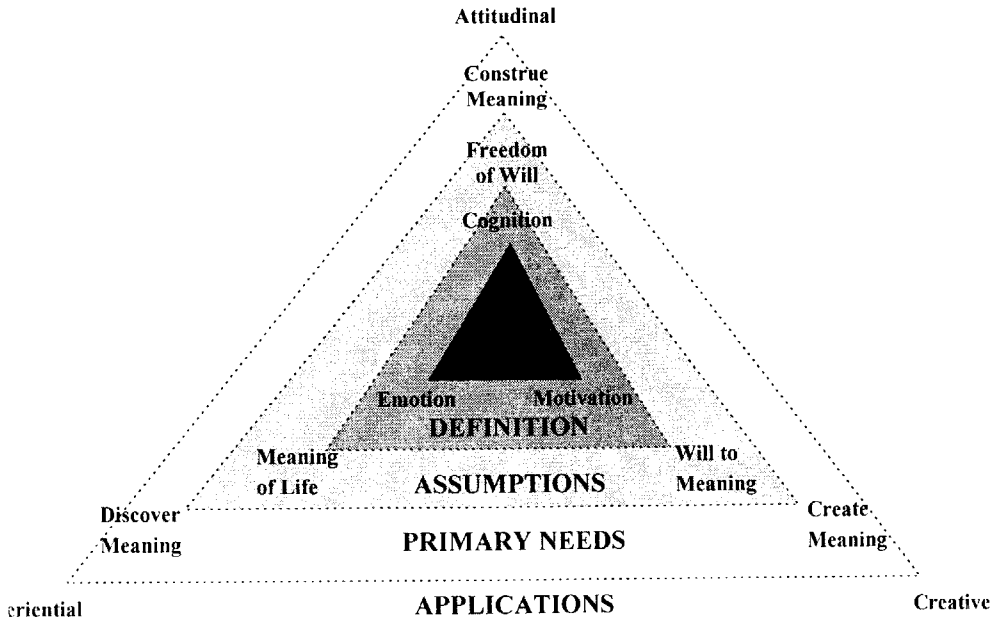 Attitudinal
Construe
Meaning
Freedom
of Will
Cognition
Emotion
Motivation
DEFINITION
Meaning
of Life
Will to
Meaning
ASSUMPTIONS
Discover
Meaning
Create
Meaning
PRIMARY NEEDS
eriential
APPLICATIONS
Creative